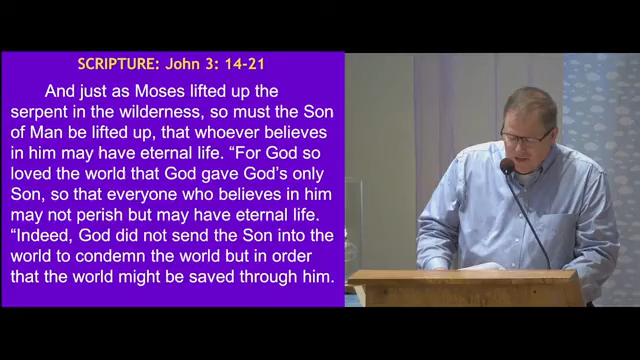 SCRIPTURE: John 3: 14-21
And just as Moses lifted up the
serpent in the wilderness, so must the Son
of Man be lifted up, that whoever believes
in him may have eternal life. “For God so
loved the world that God gave God’s only
Son, so that everyone who believes in him
may not perish but may have eternal life.
“Indeed, God did not send the Son into the
world to condemn the world but in order
that the world might be saved through him.